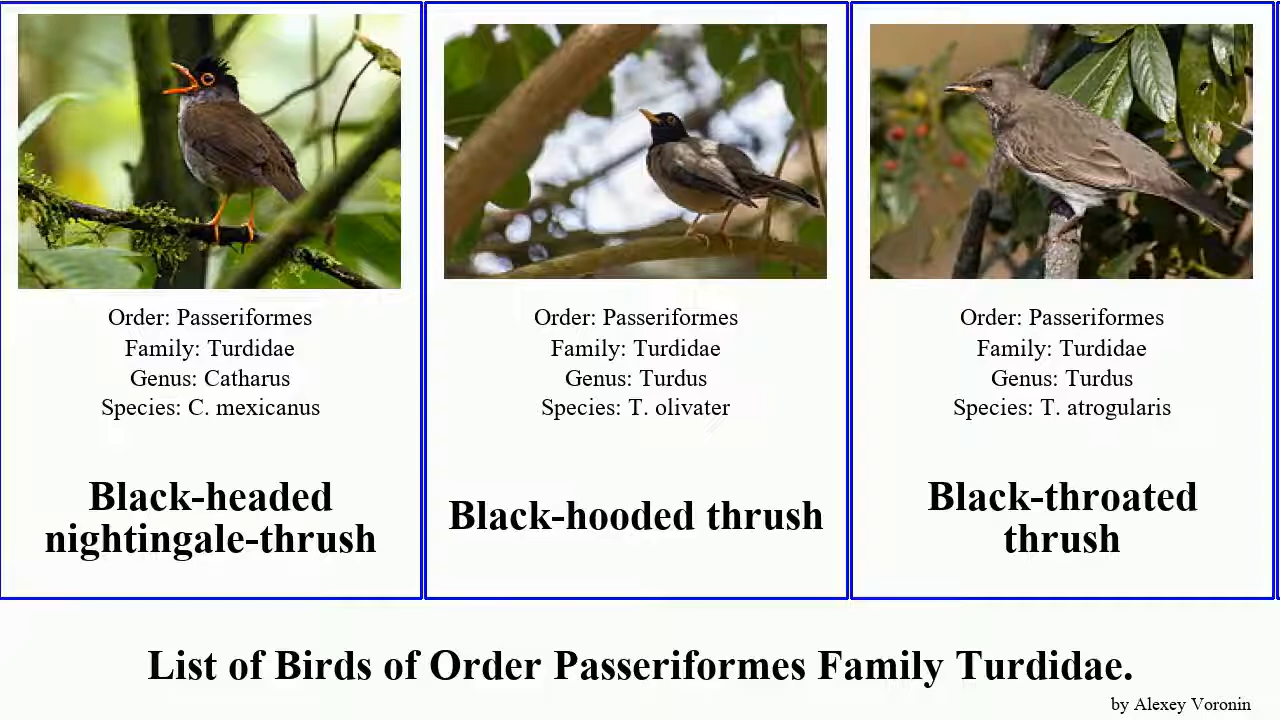 Order: Passeriformes
Family: Turdidae
Genus: Catharus
Species: C. mexicanus
Black-headed
nightingale-thrush
Order: Passeriformes
Family: Turdidae
Genus: Turdus
Species: T. olivater
Black-hooded thrush
Order: Passeriformes
Family: Turdidae
Genus: Turdus
Species: T. atrogularis
Black-throated
thrush
List of Birds of Order Passeriformes Family Turdidae.
by Alexey Voronin